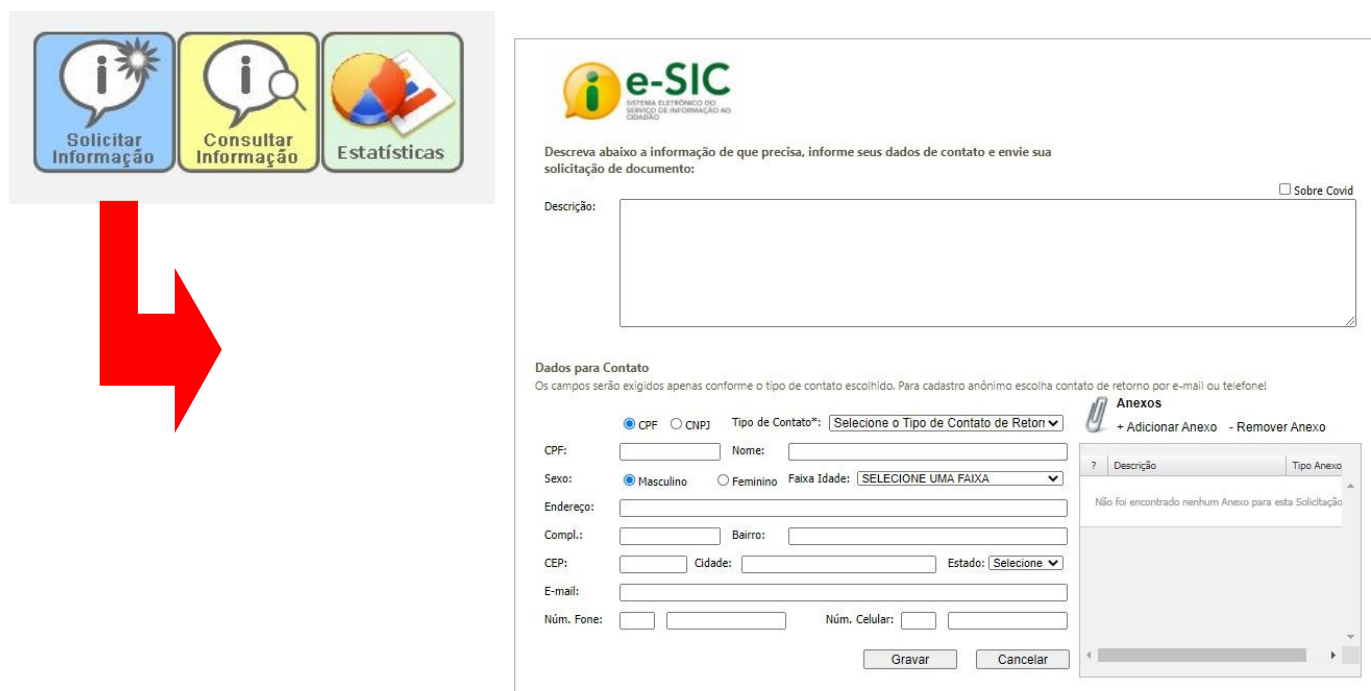 Solicitar
Informação
Consultar
Informação
Estatísticas
e-SIC
SISTEMA ELETRÔNICO DO
SERVIÇO DE INFORMAÇÃO AO
CIDADÃO
Descreva abaixo a informação de que precisa, informe seus dados de contato e envie sua
solicitação de documento:
Sobre Covid
Descrição:
Dados para Contato
Os campos serão exigidos apenas conforme o tipo de contato escolhido. Para cadastro anônimo escolha contato de retorno por e-mail ou telefone!
Anexos
+ Adicionar Anexo - Remover Anexo
CPF CNPJ Tipo de Contato*: Selecione o Tipo de Contato de Retorn
CPF: Nome:
? Descrição Tipo Anexo
Sexo: Masculino Feminino Faixa Idade: SELECIONE UMA FAIXA
Não foi encontrado nenhum Anexo para esta Solicitação
Endereço:
Compl.: Bairro:
CEP: Cidade: Estado: Selecione
E-mail:
Núm. Fone: Núm. Celular:
Gravar Cancelar